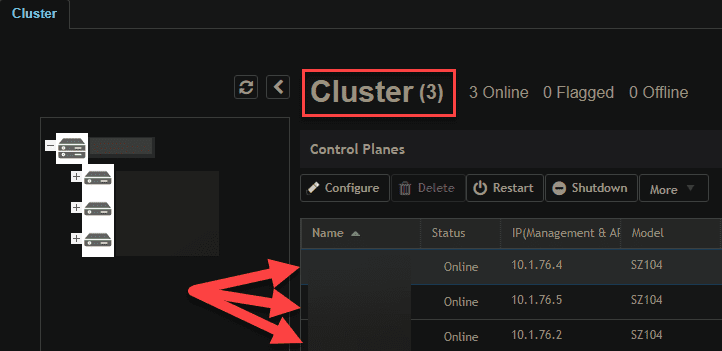 Cluster
Cluster (3) 3 Online 0 Flagged 0 Offline
Control Planes
Configure Delete Restart Shutdown More
Name Status IP(Management & AP Model
Online 10.1.76.4 SZ104
Online 10.1.76.5 SZ104
Online 10.1.76.2 SZ104